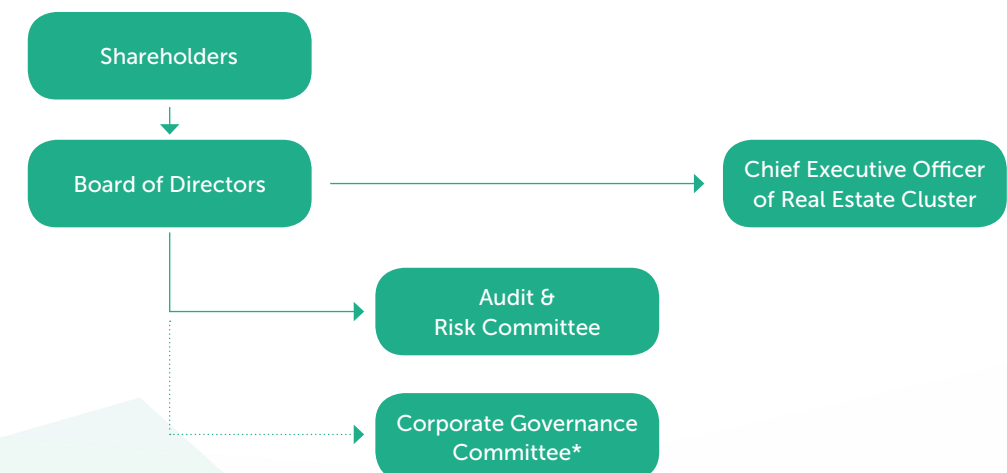 Shareholders
Board of Directors
Chief Executive Officer
of Real Estate Cluster
Audit &
Risk Committee
Corporate Governance
Committee*